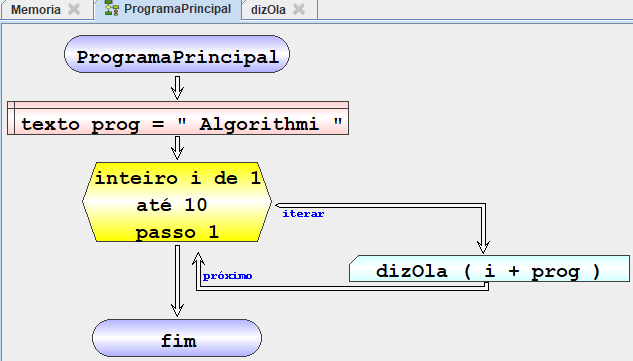 Memoria
ProgramaPrincipal
dizOla
ProgramaPrincipal
texto prog = " Algorithmi "
inteiro i de 1
até 10
passo 1
iterar
dizOla ( i + prog )
próximo
fim